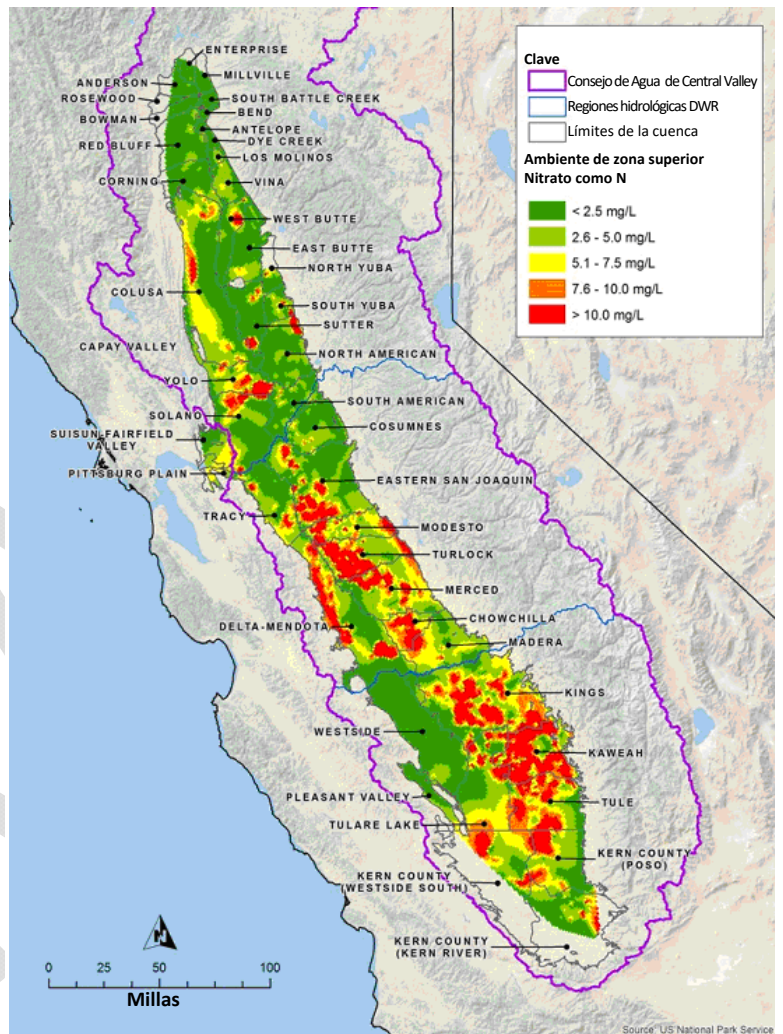 Clave
Consejo de Agua de Central Valley
Regiones hidrológicas DWR
Límites de la cuenca
Ambiente de zona superior
Nitrato como N
< 2.5 mg/L
2.6 - 5.0 mg/L
5.1 - 7.5 mg/L
7.6 - 10.0 mg/L
> 10.0 mg/L
ENTERPRISE
MILLVILLE
ANDERSON
ROSEWOOD
SOUTH BATTLE CREEK
BEND
BOWMAN
ANTELOPE
DYE CREEK
RED BLUFF
LOS MOLINOS
CORNING
VINA
WEST BUTTE
EAST BUTTE
NORTH YUBA
COLUSA
SOUTH YUBA
SUTTER
CAPAY VALLEY
NORTH AMERICAN
YOLO
SOUTH AMERICAN
SOLANO
COSUMNES
SUISUN-FAIRFIELD
VALLEY
PITTSBURG PLAIN
EASTERN SAN JOAQUIN
TRACY
MODESTO
TURLOCK
MERCED
CHOWCHILLA
DELTA-MENDOTA
MADERA
KINGS
WESTSIDE
KAWEAH
PLEASANT VALLEY
TULE
TULARE LAKE
KERN COUNTY
(POSO)
KERN COUNTY
(WESTSIDE SOUTH)
KERN COUNTY
(KERN RIVER)
N
0 50 100
Millas
Source: US National Park Service